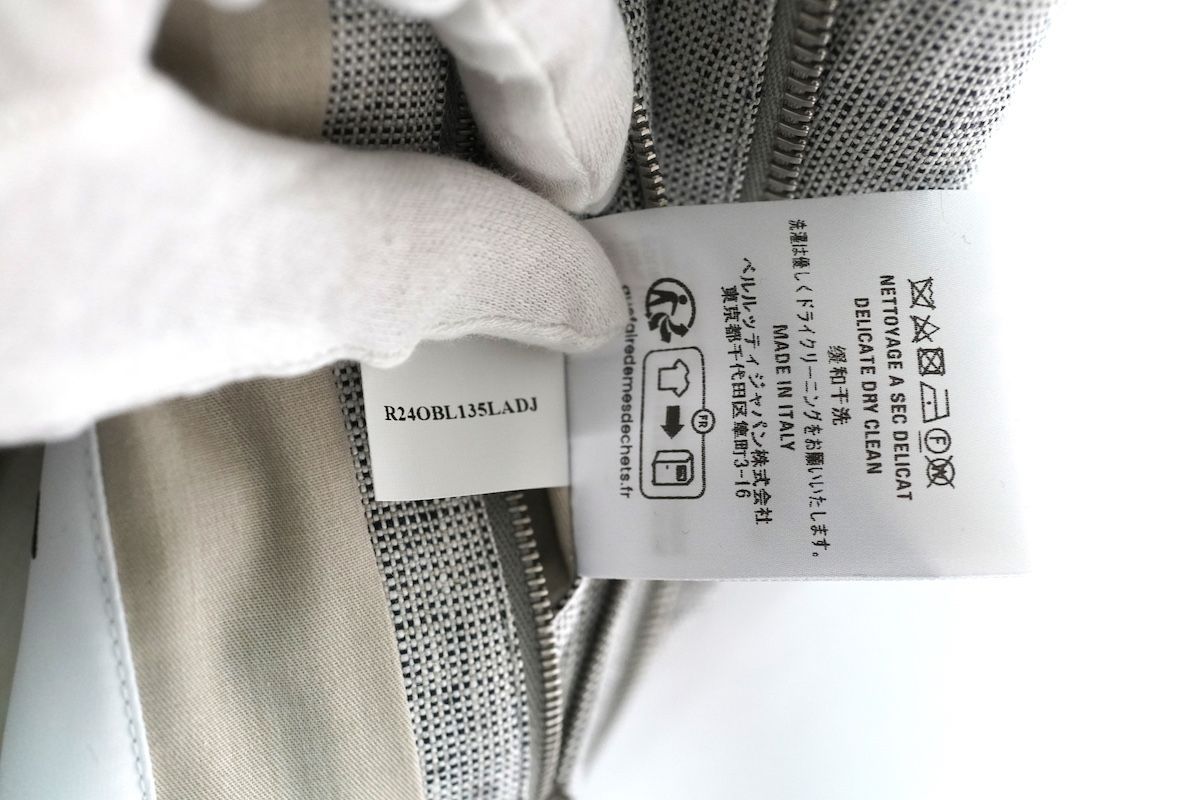 NETTOYAGE A SEC DELICAT
DELICATE DRY CLEAN
缓和干洗
洗濯は優しくドライクリーニングをお願いいたします。
MADE IN ITALY
ベルルッティジャパン株式会社
東京都千代田区麹町3-16
FR
quefairedemesdechets.fr
R24OBL135LADJ